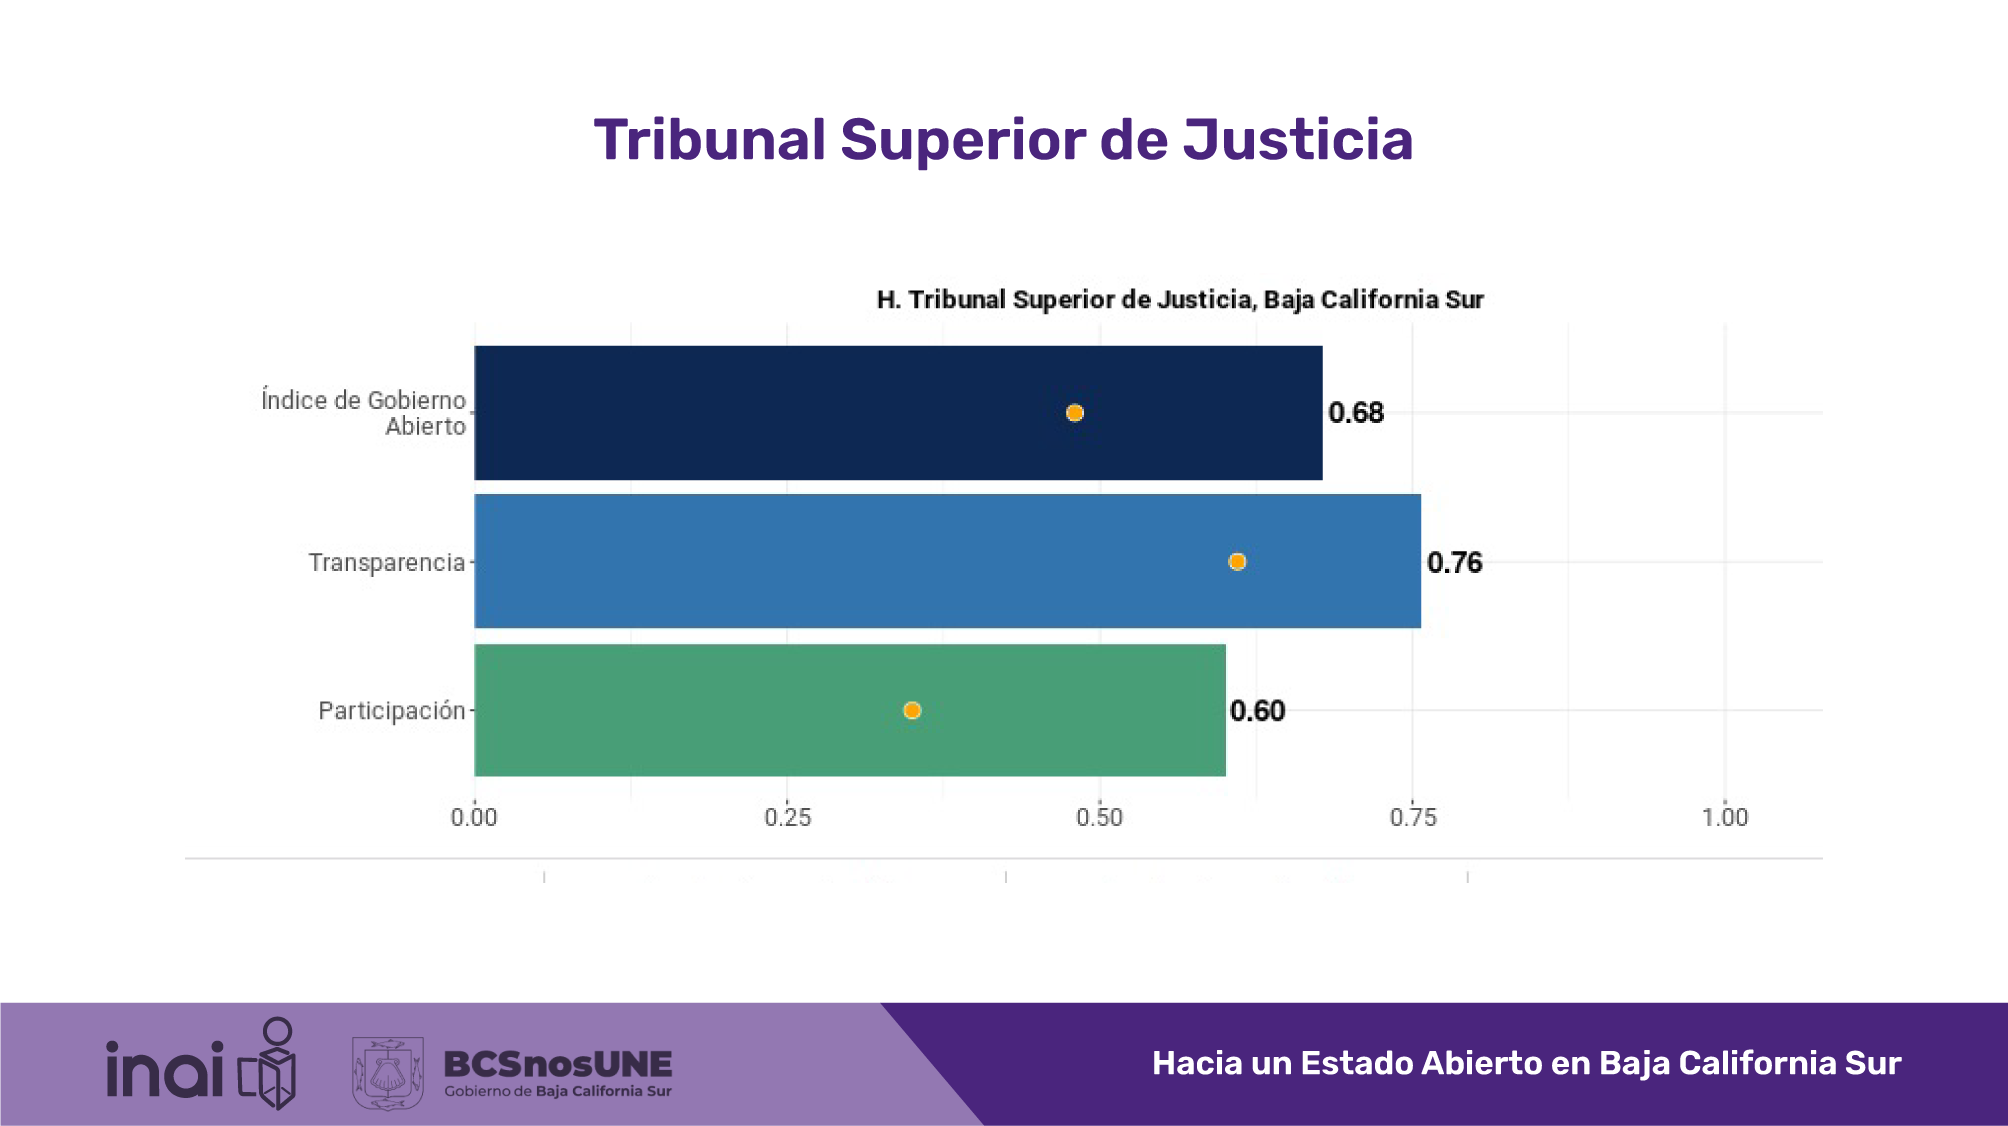 Tribunal Superior de Justicia
H. Tribunal Superior de Justicia, Baja California Sur
Índice de Gobierno
Abierto
0.68
Transparencia
0.76
Participación
0.60
0.00 0.25 0.50 0.75 1.00
inai
BCSnosUNE
Gobierno de Baja California Sur
Hacia un Estado Abierto en Baja California Sur